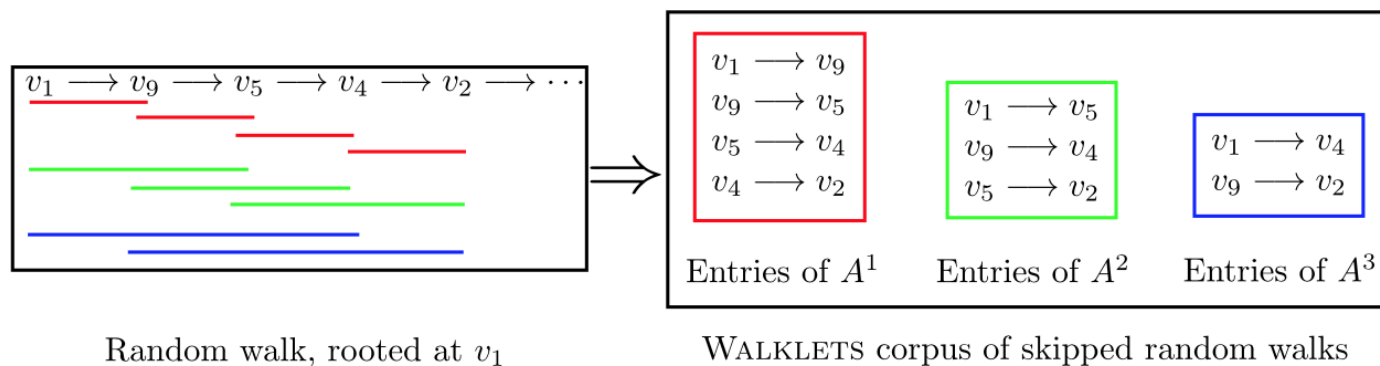 v₁ ⟶ v₉ ⟶ v₅ ⟶ v₄ ⟶ v₂ ⟶ ⋯
Random walk, rooted at v₁
⟹
v₁ ⟶ v₉
v₉ ⟶ v₅
v₅ ⟶ v₄
v₄ ⟶ v₂
Entries of A¹
v₁ ⟶ v₅
v₉ ⟶ v₄
v₅ ⟶ v₂
Entries of A²
v₁ ⟶ v₄
v₉ ⟶ v₂
Entries of A³
WALKLETS corpus of skipped random walks